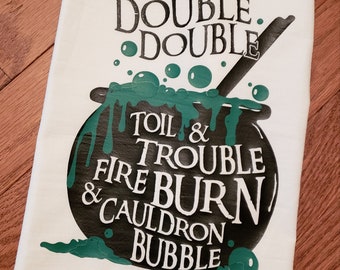 DOUBLE
DOUBLE
TOIL &
TROUBLE
FIRE BURN
& CAULDRON
BUBBLE